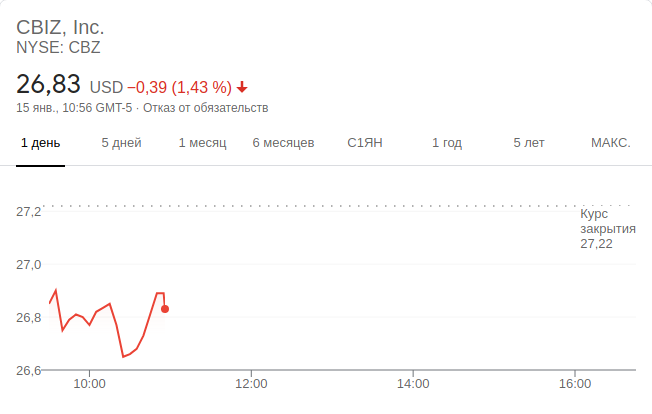 CBIZ, Inc.
NYSE: CBZ
26,83 USD −0,39 (1,43 %)
15 янв., 10:56 GMT-5 · Отказ от обязательств
1 день 5 дней 1 месяц 6 месяцев С1ЯН 1 год 5 лет МАКС.
27,2
Курс
закрытия
27,22
27,0
26,8
26,6
10:00 12:00 14:00 16:00